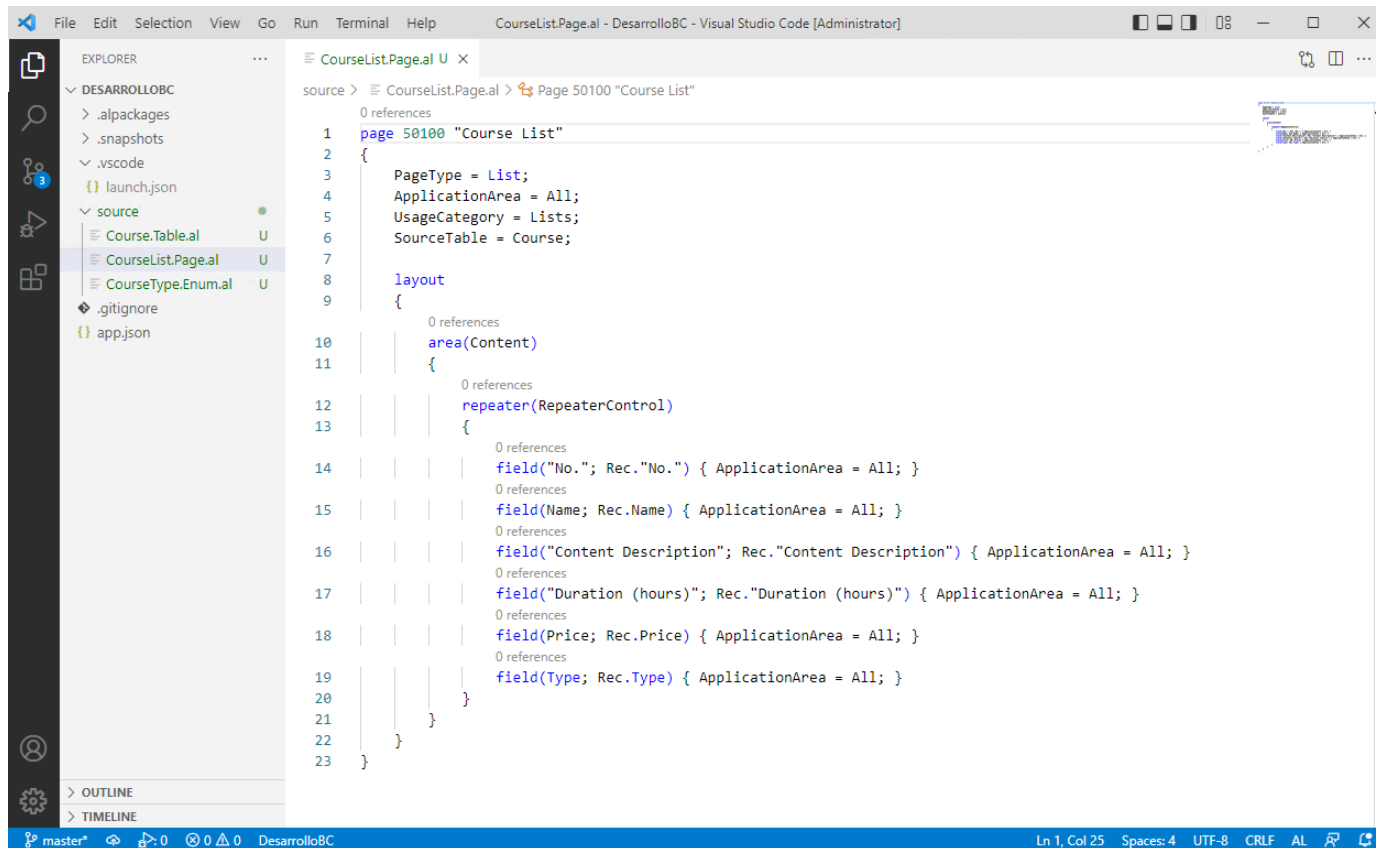 File Edit Selection View Go Run Terminal Help CourseList.Page.al - DesarrolloBC - Visual Studio Code [Administrator]
EXPLORER
DESARROLLOBC
.alpackages
.snapshots
.vscode
{} launch.json
source
Course.Table.al U
CourseList.Page.al U
CourseType.Enum.al U
.gitignore
{} app.json
OUTLINE
TIMELINE
3
CourseList.Page.al U
source > CourseList.Page.al > Page 50100 "Course List"
0 references
1 page 50100 "Course List"
2 {
3 PageType = List;
4 ApplicationArea = All;
5 UsageCategory = Lists;
6 SourceTable = Course;
7
8 layout
9 {
0 references
10 area(Content)
11 {
0 references
12 repeater(RepeaterControl)
13 {
0 references
14 field("No."; Rec."No.") { ApplicationArea = All; }
0 references
15 field(Name; Rec.Name) { ApplicationArea = All; }
0 references
16 field("Content Description"; Rec."Content Description") { ApplicationArea = All; }
0 references
17 field("Duration (hours)"; Rec."Duration (hours)") { ApplicationArea = All; }
0 references
18 field(Price; Rec.Price) { ApplicationArea = All; }
0 references
19 field(Type; Rec.Type) { ApplicationArea = All; }
20 }
21 }
22 }
23 }
master* 0 0 0 DesarrolloBC Ln 1, Col 25 Spaces: 4 UTF-8 CRLF AL